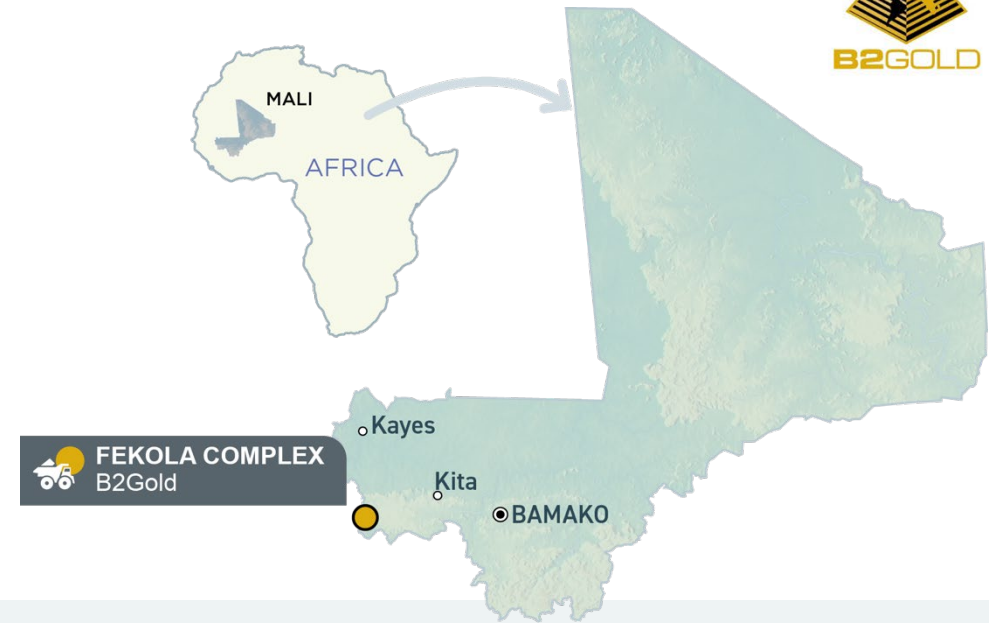 B2GOLD
MALI
AFRICA
Kayes
FEKOLA COMPLEX
B2Gold
Kita
BAMAKO